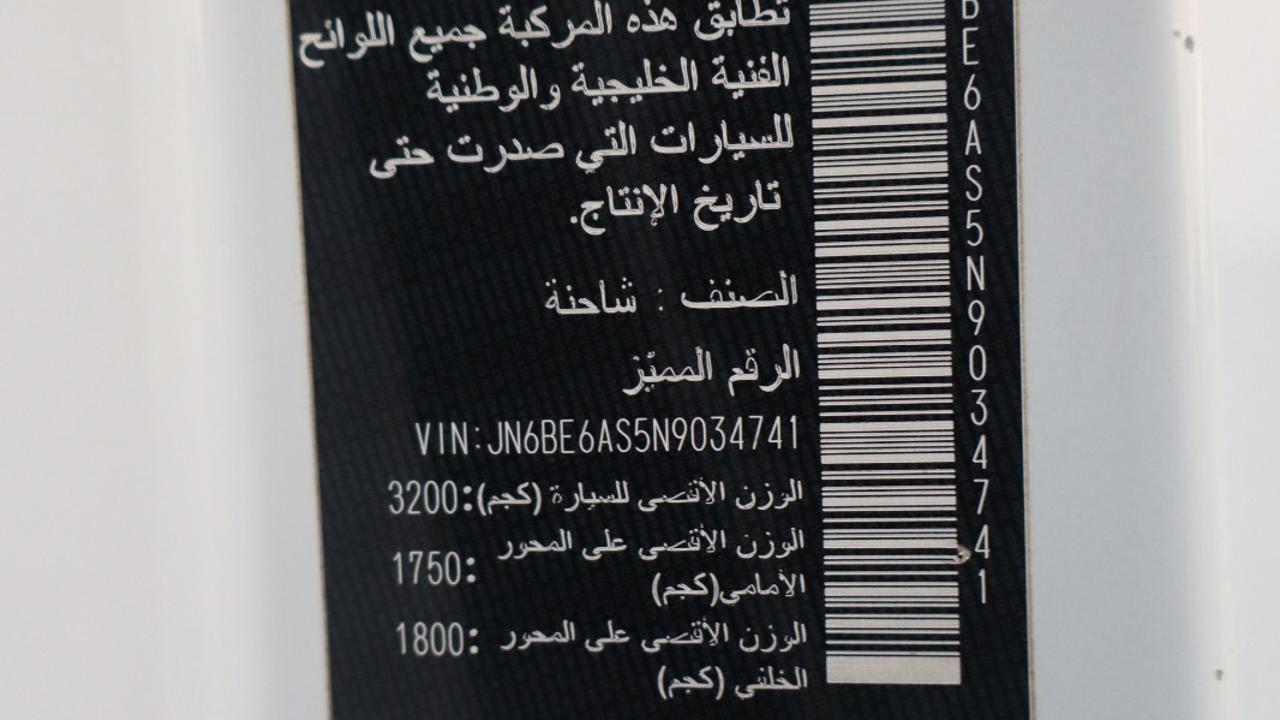 تطابق هذه المركبة جميع اللوائح
الفنية الخليجية والوطنية
للسيارات التي صدرت حتى
تاريخ الإنتاج.
الصنف : شاحنة
الرقم المميّز
VIN:JN6BE6AS5N9034741
الوزن الأقصى للسيارة (كجم):3200
الوزن الأقصى على المحور :1750
الأمامي(كجم)
الوزن الأقصى على المحور :1800
الخلفي (كجم)
BE6AS5N9034741